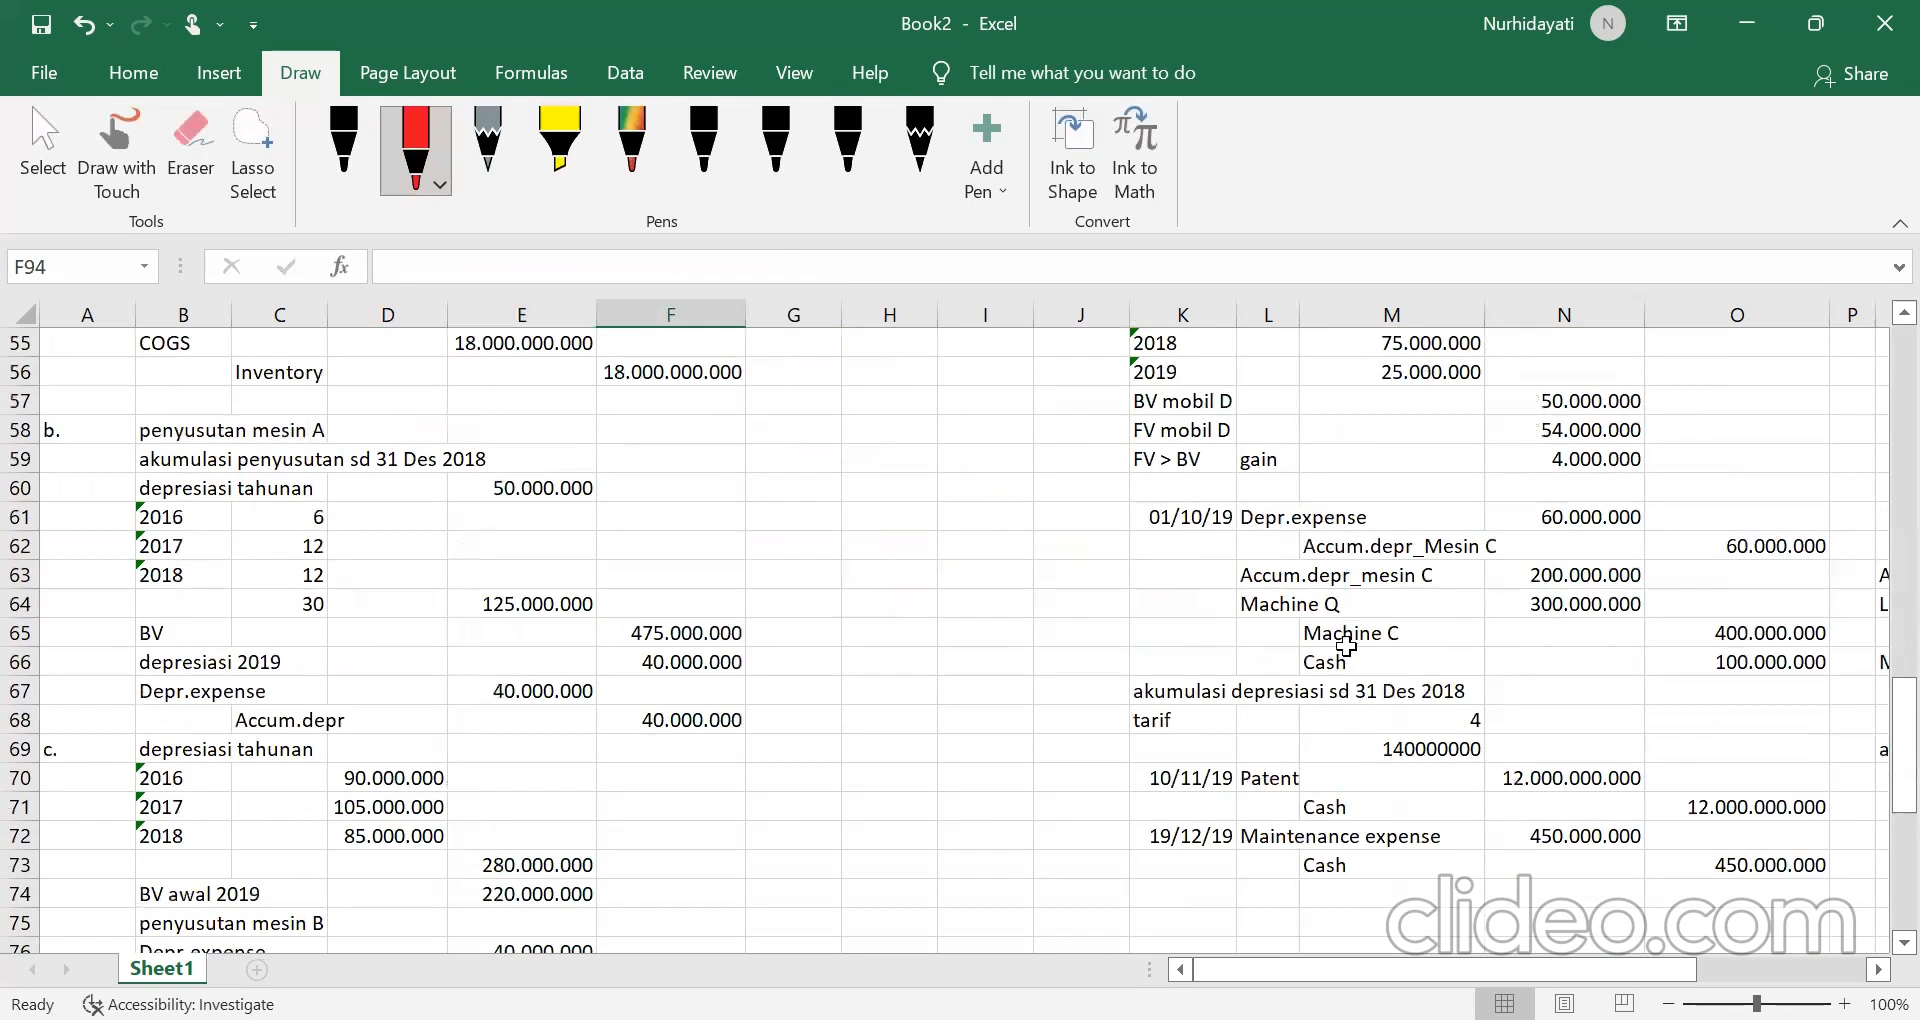 Book2 - Excel
Nurhidayati N
File Home Insert Draw Page Layout Formulas Data Review View Help Tell me what you want to do Share
Select Draw with Touch Eraser Lasso Select Add Pen Ink to Shape Ink to Math
Tools Pens Convert
F94 fx
A B C D E F G H I J K L M N O P
55 COGS 18.000.000.000 2018 75.000.000
56 Inventory 18.000.000.000 2019 25.000.000
57 BV mobil D 50.000.000
58 b. penyusutan mesin A FV mobil D 54.000.000
59 akumulasi penyusutan sd 31 Des 2018 FV > BV gain 4.000.000
60 depresiasi tahunan 50.000.000
61 2016 6 01/10/19 Depr.expense 60.000.000
62 2017 12 Accum.depr_Mesin C 60.000.000
63 2018 12 Accum.depr_mesin C 200.000.000 A
64 30 125.000.000 Machine Q 300.000.000 L
65 BV 475.000.000 Machine C 400.000.000
66 depresiasi 2019 40.000.000 Cash 100.000.000 M
67 Depr.expense 40.000.000 akumulasi depresiasi sd 31 Des 2018
68 Accum.depr 40.000.000 tarif 4
69 c. depresiasi tahunan 140000000 a
70 2016 90.000.000 10/11/19 Patent 12.000.000.000
71 2017 105.000.000 Cash 12.000.000.000
72 2018 85.000.000 19/12/19 Maintenance expense 450.000.000
73 280.000.000 Cash 450.000.000
74 BV awal 2019 220.000.000
75 penyusutan mesin B
76 Depr.expense 40.000.000
clideo.com
Sheet1
Ready Accessibility: Investigate 100%